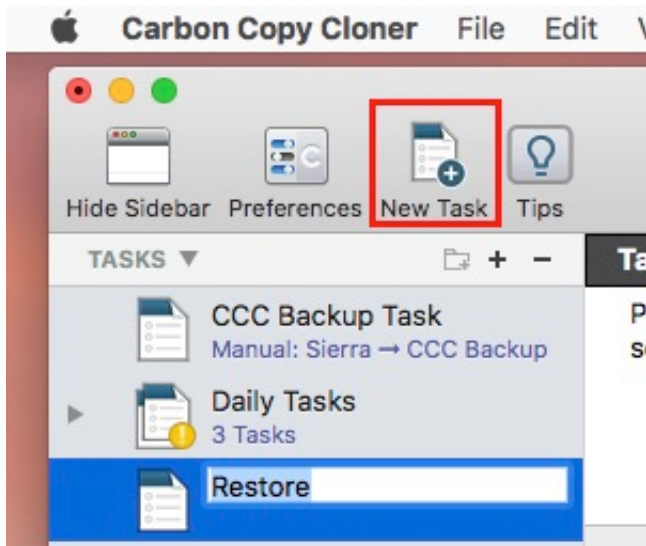 Carbon Copy Cloner File Edit
Hide Sidebar Preferences New Task Tips
TASKS
CCC Backup Task
Manual: Sierra → CCC Backup
Daily Tasks
3 Tasks
Restore